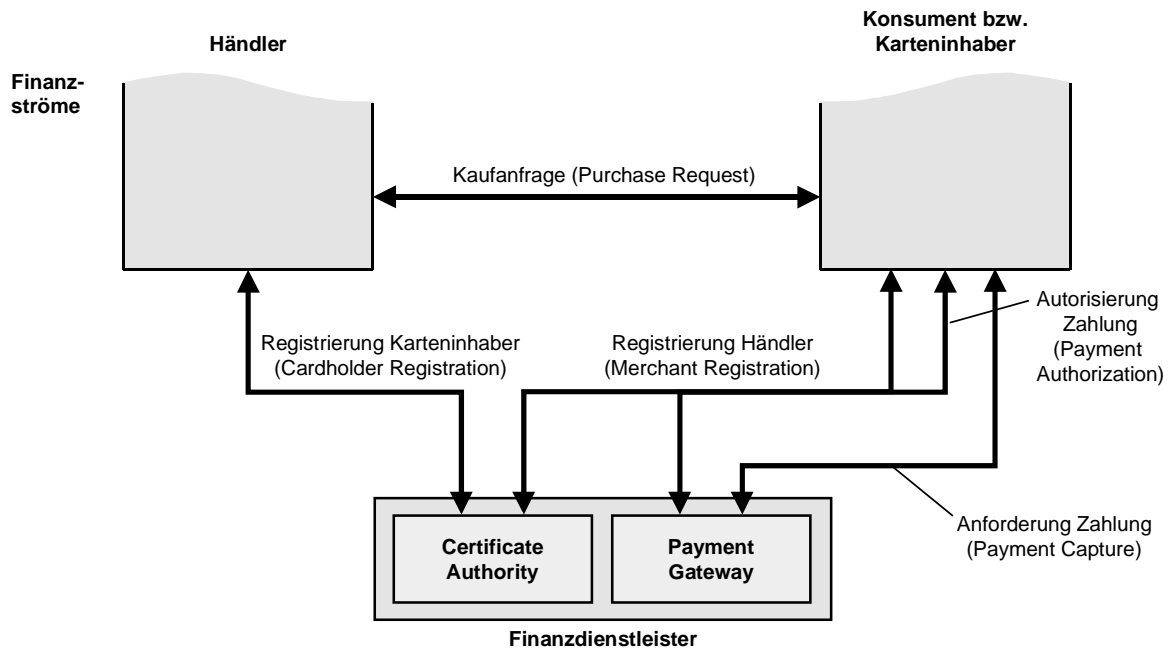 Händler
Konsument bzw.
Karteninhaber
Finanz-
ströme
Kaufanfrage (Purchase Request)
Registrierung Karteninhaber
(Cardholder Registration)
Registrierung Händler
(Merchant Registration)
Autorisierung
Zahlung
(Payment
Authorization)
Anforderung Zahlung
(Payment Capture)
Certificate
Authority
Payment
Gateway
Finanzdienstleister